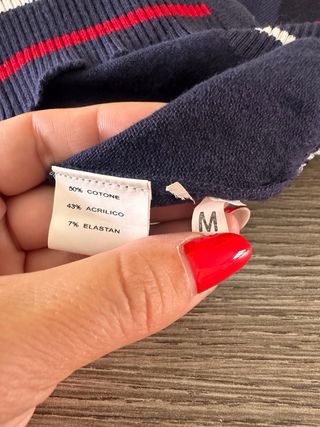 50% COTONE
43% ACRILICO
7% ELASTAN
M